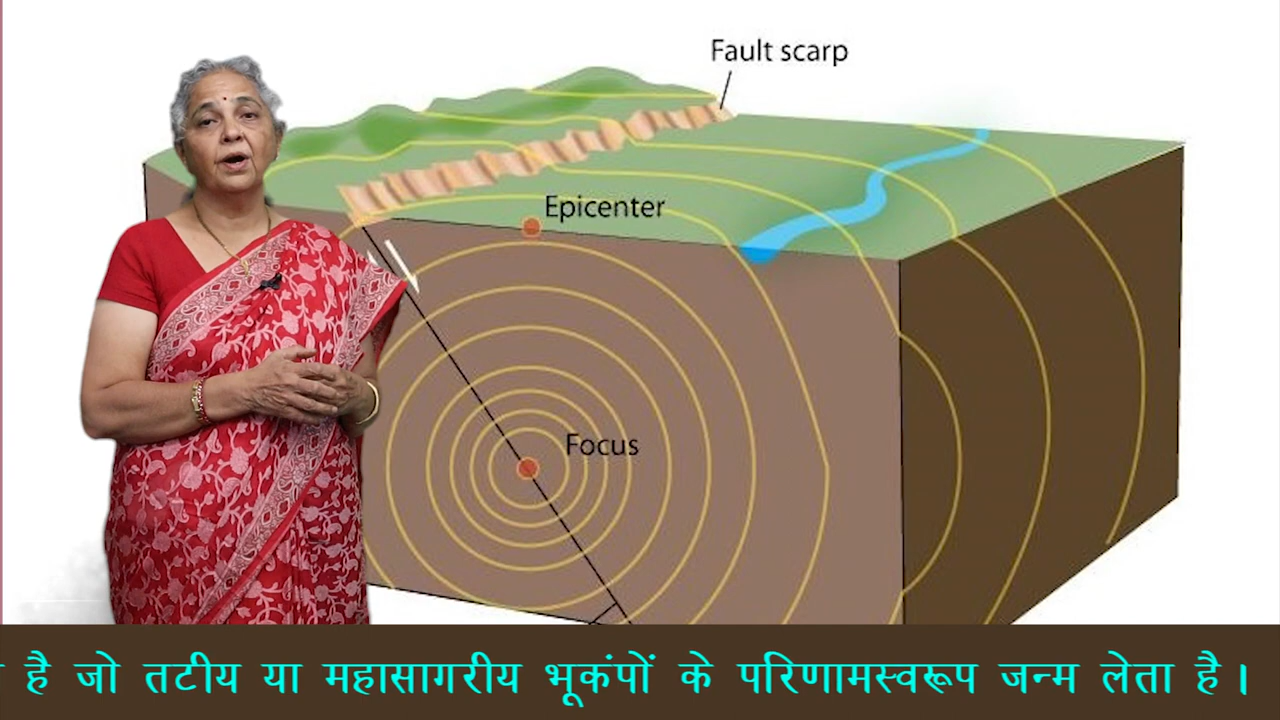 Fault scarp
Epicenter
Focus
है जो तटीय या महासागरीय भूकंपों के परिणामस्वरूप जन्म लेता है।